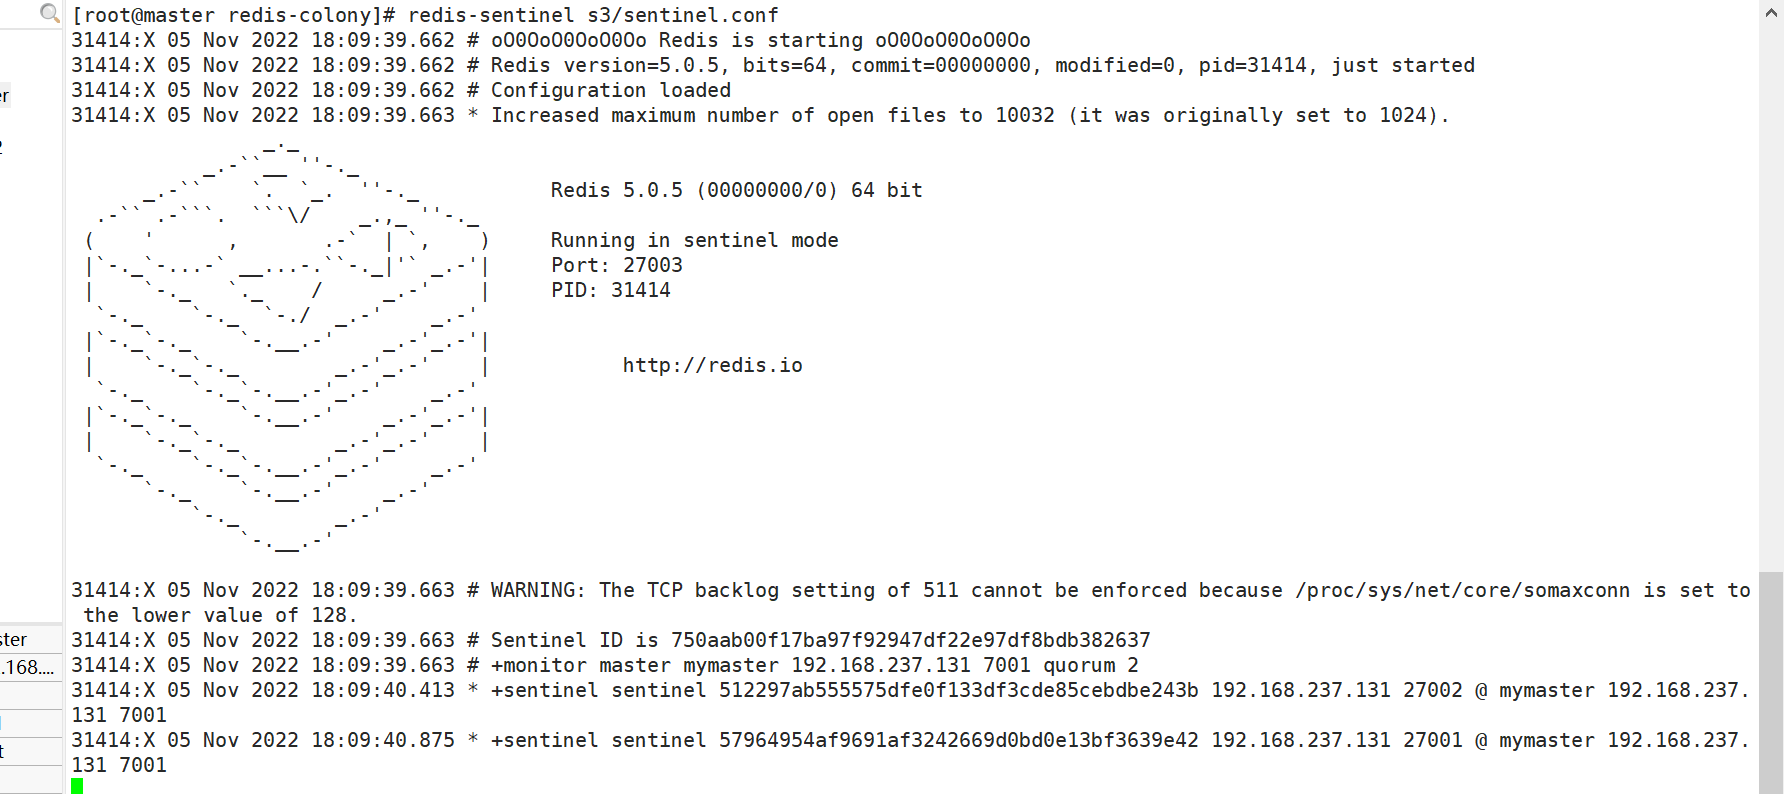 [root@master redis-colony]# redis-sentinel s3/sentinel.conf
31414:X 05 Nov 2022 18:09:39.662 # oO0OoO0OoO0Oo Redis is starting oO0OoO0OoO0Oo
31414:X 05 Nov 2022 18:09:39.662 # Redis version=5.0.5, bits=64, commit=00000000, modified=0, pid=31414, just started
31414:X 05 Nov 2022 18:09:39.662 # Configuration loaded
31414:X 05 Nov 2022 18:09:39.663 * Increased maximum number of open files to 10032 (it was originally set to 1024).
Redis 5.0.5 (00000000/0) 64 bit
Running in sentinel mode
Port: 27003
PID: 31414
http://redis.io
31414:X 05 Nov 2022 18:09:39.663 # WARNING: The TCP backlog setting of 511 cannot be enforced because /proc/sys/net/core/somaxconn is set to
the lower value of 128.
31414:X 05 Nov 2022 18:09:39.663 # Sentinel ID is 750aab00f17ba97f92947df22e97df8bdb382637
31414:X 05 Nov 2022 18:09:39.663 # +monitor master mymaster 192.168.237.131 7001 quorum 2
31414:X 05 Nov 2022 18:09:40.413 * +sentinel sentinel 512297ab555575dfe0f133df3cde85cebdbe243b 192.168.237.131 27002 @ mymaster 192.168.237.
131 7001
31414:X 05 Nov 2022 18:09:40.875 * +sentinel sentinel 57964954af9691af3242669d0bd0e13bf3639e42 192.168.237.131 27001 @ mymaster 192.168.237.
131 7001
er
2
ster
.168....
t